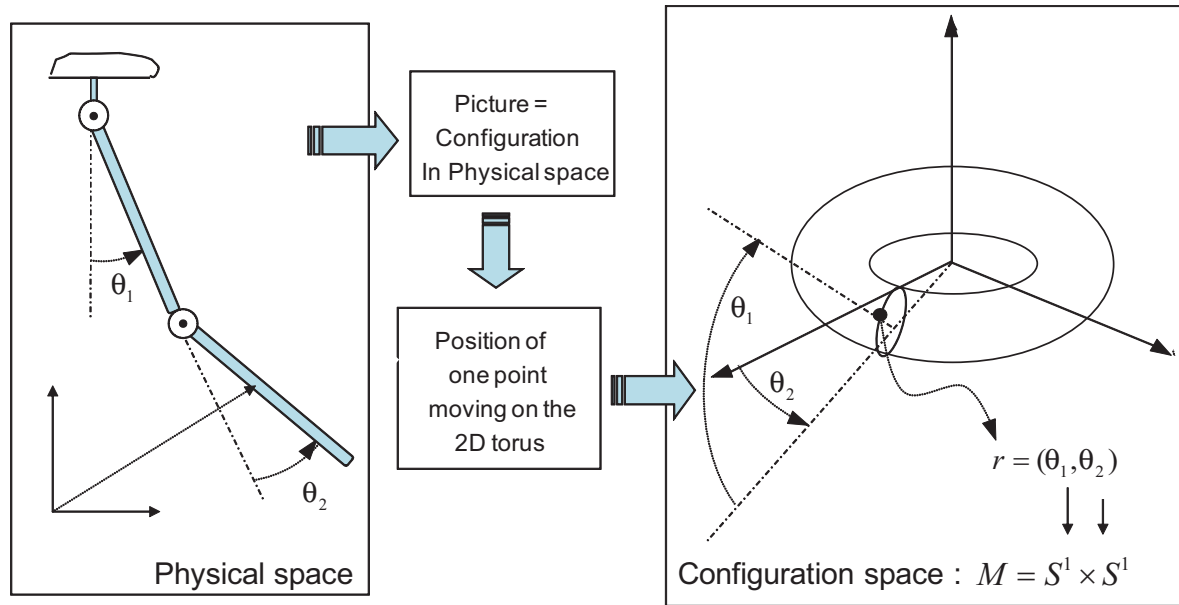 θ₁
θ₂
Physical space
Picture =
Configuration
In Physical space
Position of
one point
moving on the
2D torus
θ₁
θ₂
r = (θ₁,θ₂)
Configuration space : M = S¹ × S¹